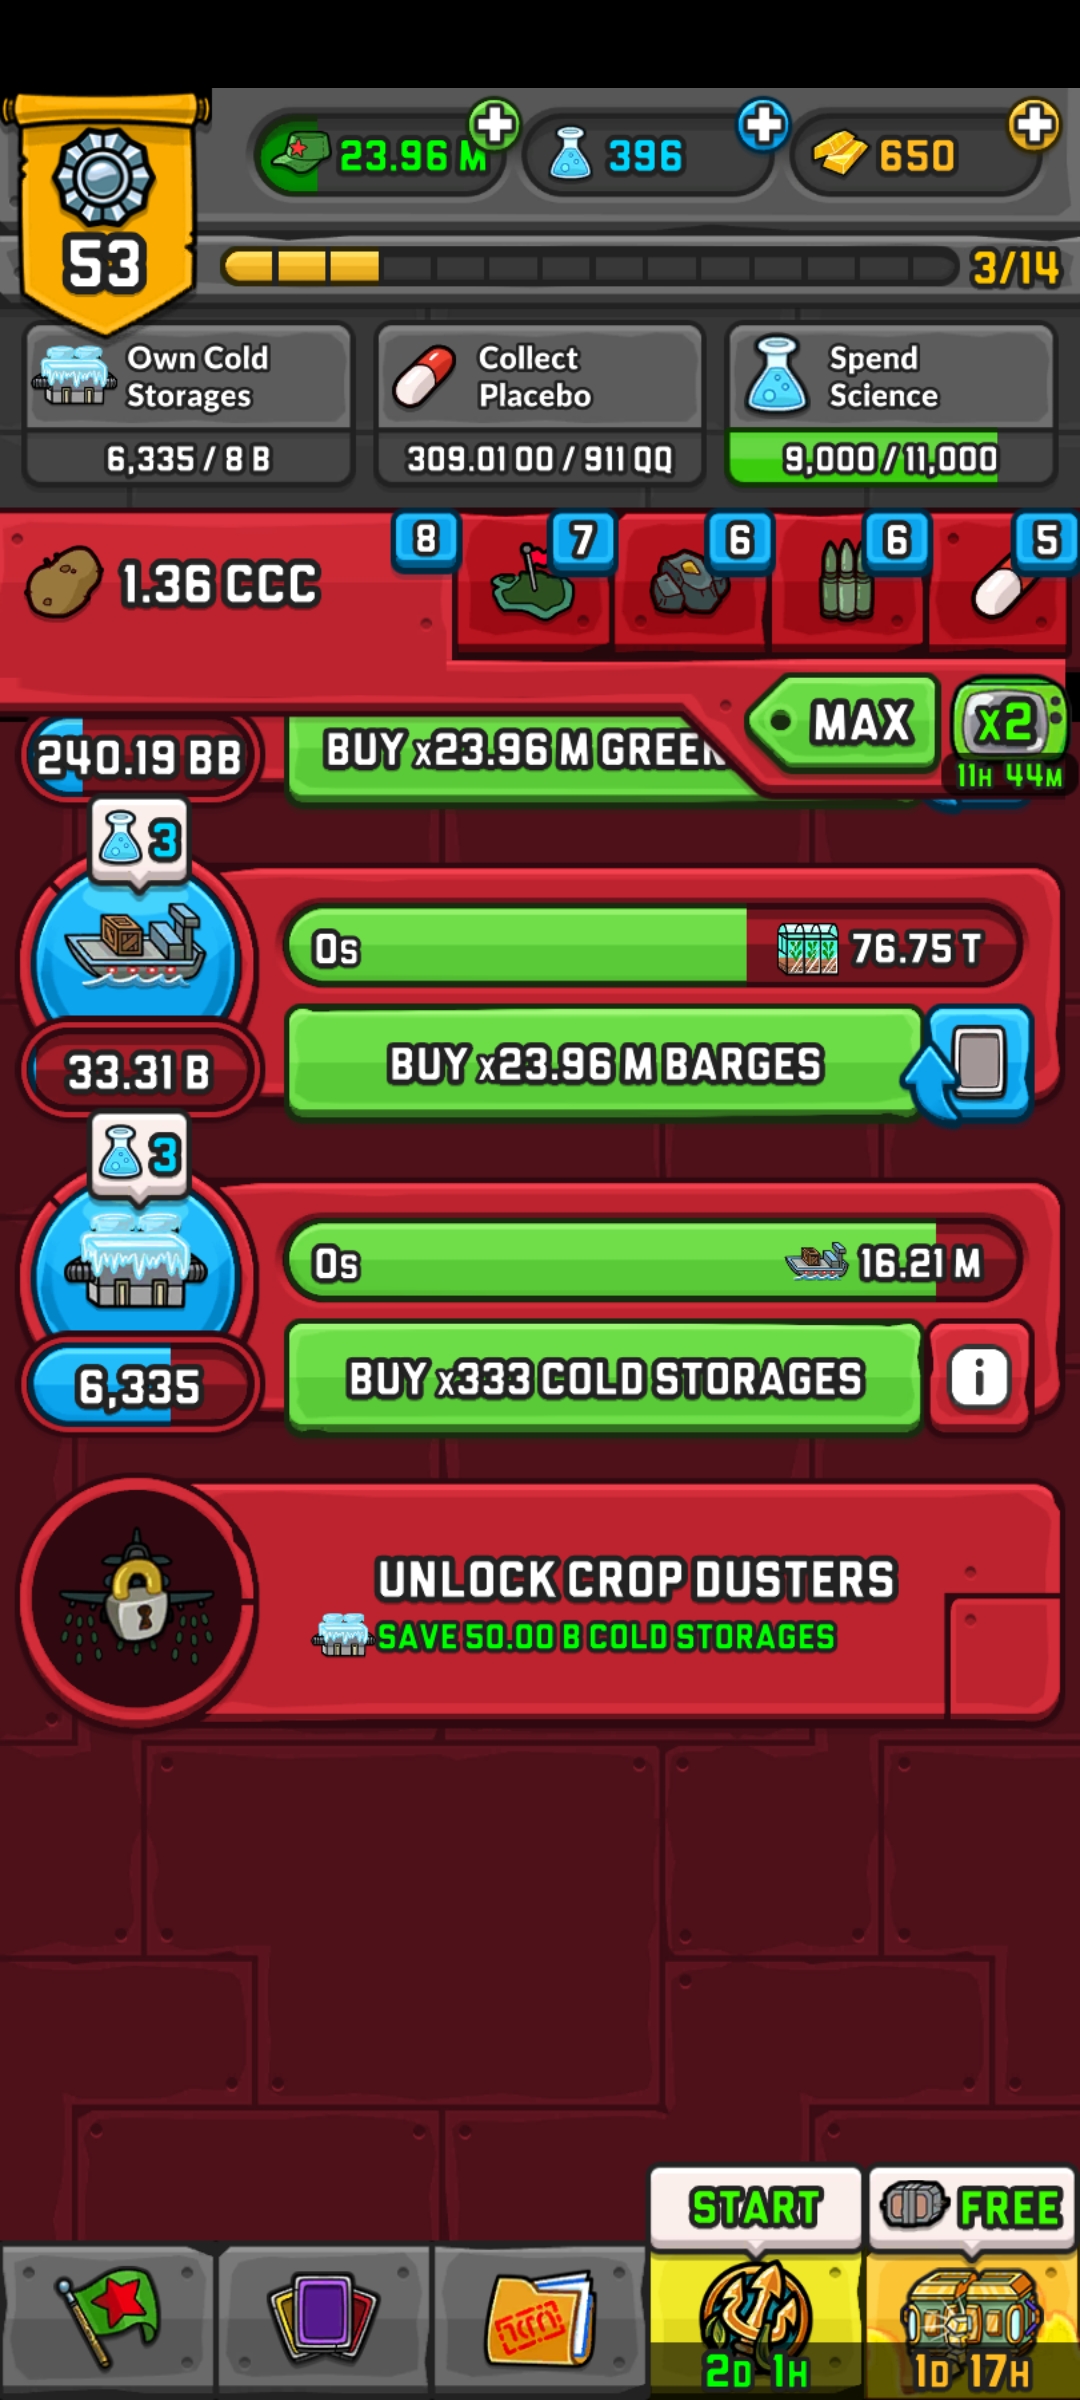 23.96 M
396
650
53
3/14
Own Cold
Storages
6,335 / 8 B
Collect
Placebo
309.01 OO / 911 QQ
Spend
Science
9,000 / 11,000
1.36 CCC
8
7
6
6
5
MAX
x2
11H 44M
240.19 BB
BUY x23.96 M GREEN
3
0s
76.75 T
33.31 B
BUY x23.96 M BARGES
3
0s
16.21 M
6,335
BUY x333 COLD STORAGES
i
UNLOCK CROP DUSTERS
SAVE 50.00 B COLD STORAGES
START
FREE
2D 1H
1D 17H